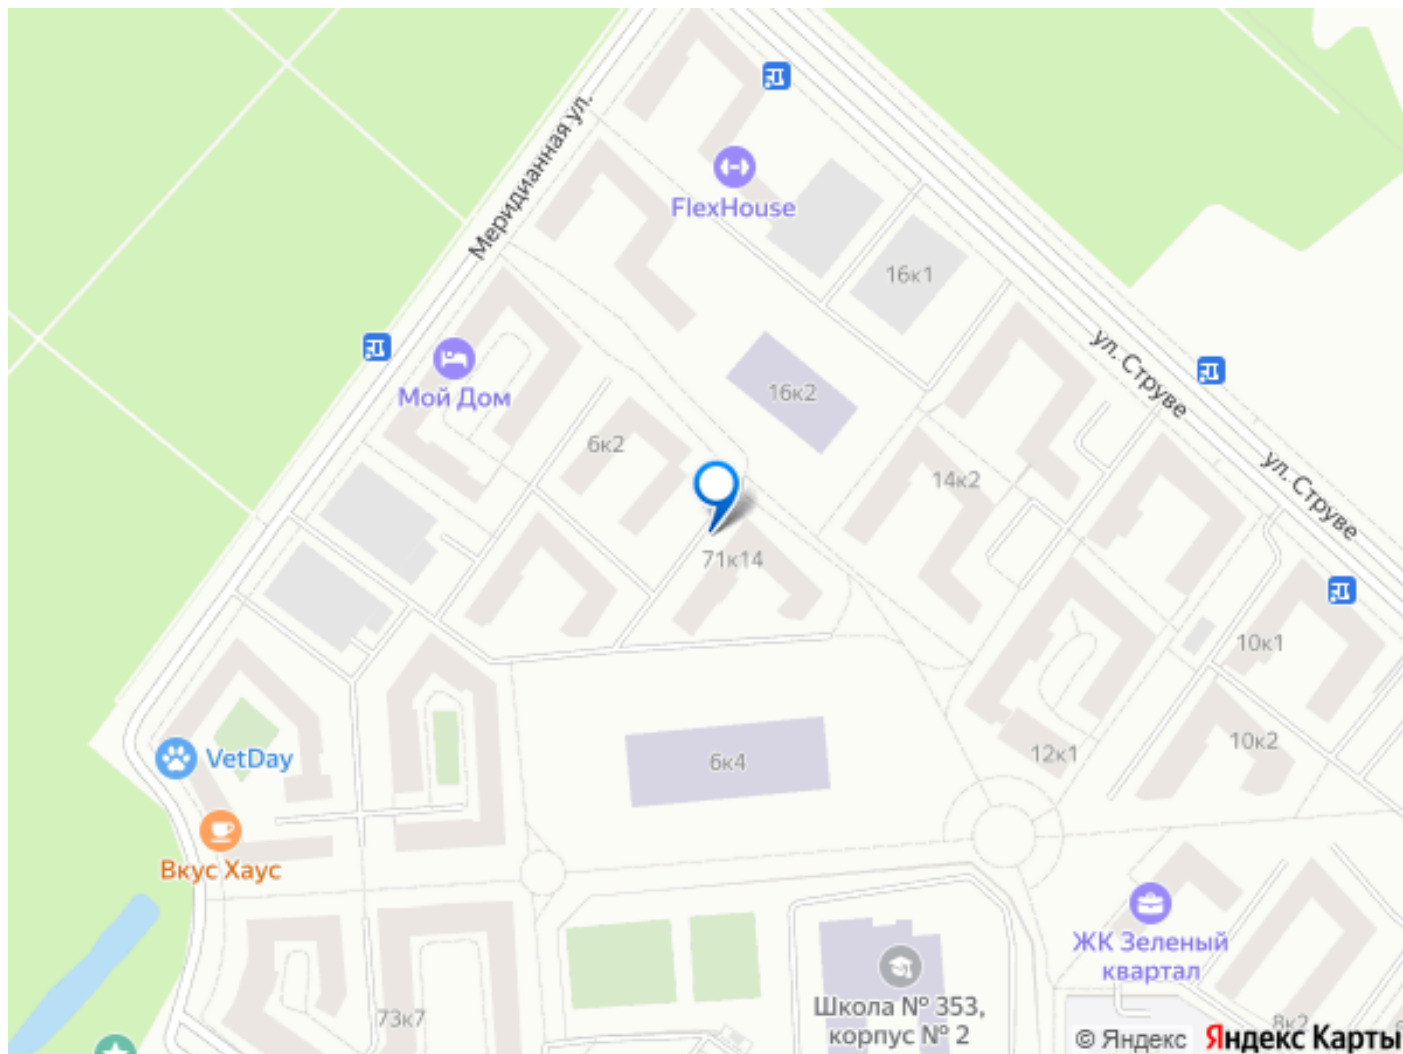 Меридианная ул.
FlexHouse
16к1
ул. Струве
Мой Дом
16к2
6к2
14к2
ул. Струве
71к14
10к1
VetDay
6к4
12к1
10к2
Вкус Хаус
ЖК Зеленый
квартал
Школа № 353,
корпус № 2
73к7
8к2
© Яндекс Яндекс Карты